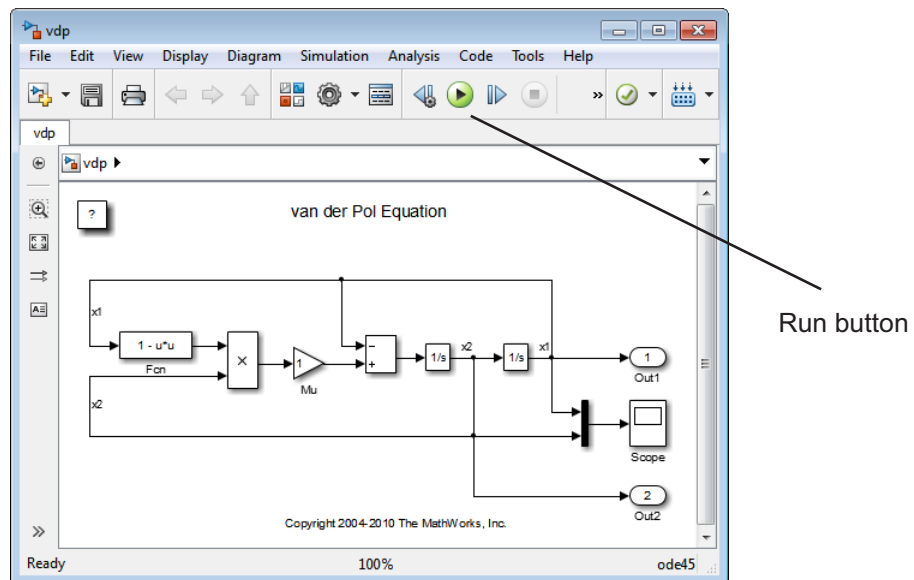 vdp
File Edit View Display Diagram Simulation Analysis Code Tools Help
»
vdp
vdp
?
van der Pol Equation
x1
1 - u*u
Fcn
×
1
Mu
−
+
1/s
x2
1/s
x1
1
Out1
x2
Scope
2
Out2
Copyright 2004-2010 The MathWorks, Inc.
»
Ready 100% ode45
Run button